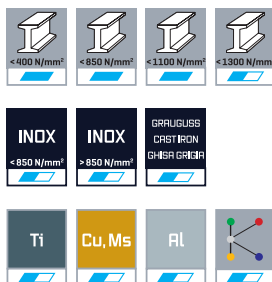 <400 N/mm² <850 N/mm² <1100 N/mm² <1300 N/mm²
INOX INOX GRAUGUSS
CAST IRON
GHISA GRIGIA
<850 N/mm² >850 N/mm²
Ti Cu, Ms Al